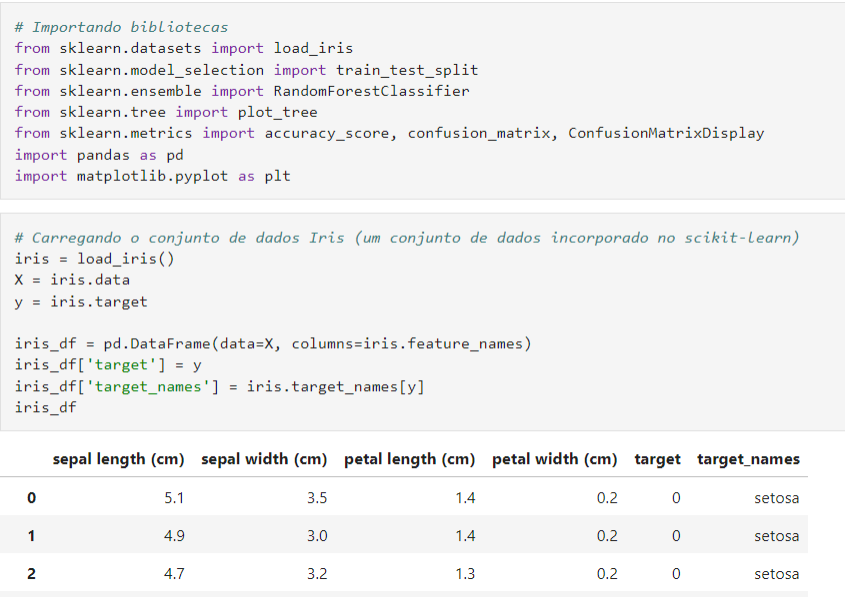 # Importando bibliotecas
from sklearn.datasets import load_iris
from sklearn.model_selection import train_test_split
from sklearn.ensemble import RandomForestClassifier
from sklearn.tree import plot_tree
from sklearn.metrics import accuracy_score, confusion_matrix, ConfusionMatrixDisplay
import pandas as pd
import matplotlib.pyplot as plt
# Carregando o conjunto de dados Iris (um conjunto de dados incorporado no scikit-learn)
iris = load_iris()
X = iris.data
y = iris.target
iris_df = pd.DataFrame(data=X, columns=iris.feature_names)
iris_df['target'] = y
iris_df['target_names'] = iris.target_names[y]
iris_df
sepal length (cm) sepal width (cm) petal length (cm) petal width (cm) target target_names
0 5.1 3.5 1.4 0.2 0 setosa
1 4.9 3.0 1.4 0.2 0 setosa
2 4.7 3.2 1.3 0.2 0 setosa